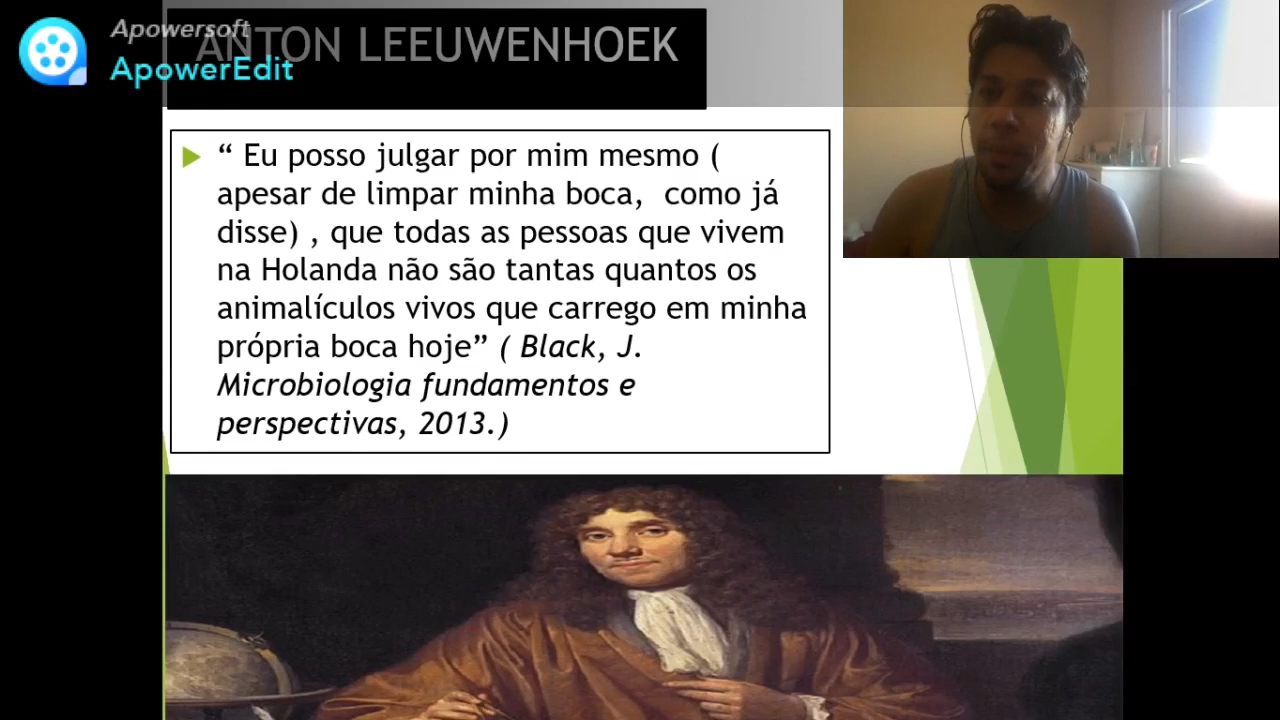 Apowersoft
ApowerEdit
ANTON LEEUWENHOEK
“ Eu posso julgar por mim mesmo (
apesar de limpar minha boca,  como já
disse) , que todas as pessoas que vivem
na Holanda não são tantas quantos os
animalículos vivos que carrego em minha
própria boca hoje” ( Black, J.
Microbiologia fundamentos e
perspectivas, 2013.)